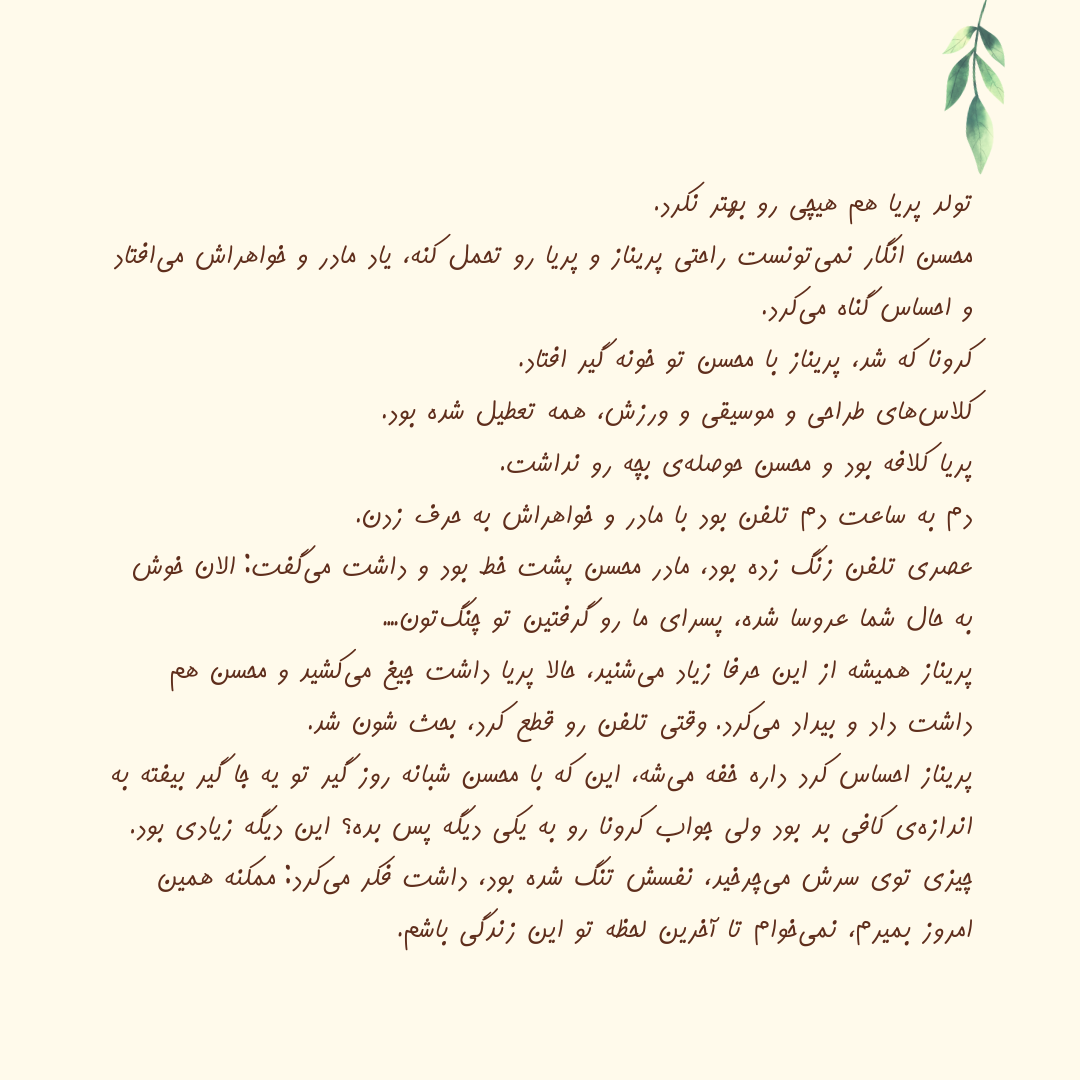 تولد پریا هم هیچی رو بهتر نکرد.
محسن انگار نمی‌تونست راحتی پریناز و پریا رو تحمل کنه، یاد مادر و خواهراش می‌افتاد
و احساس گناه می‌کرد.
کرونا که شد، پریناز با محسن تو خونه گیر افتاد.
کلاس‌های طراحی و موسیقی و ورزش، همه تعطیل شده بود.
پریا کلافه بود و محسن حوصله‌ی بچه رو نداشت.
دم به ساعت دم تلفن بود با مادر و خواهراش به حرف زدن.
عصری تلفن زنگ زده بود، مادر محسن پشت خط بود و داشت می‌گفت: الان خوش
به حال شما عروسا شده، پسرای ما رو گرفتین تو چنگ‌تون....
پریناز همیشه از این حرفا زیاد می‌شنید، حالا پریا داشت جیغ می‌کشید و محسن هم
داشت داد و بیداد می‌کرد. وقتی تلفن رو قطع کرد، بحث شون شد.
پریناز احساس کرد داره خفه می‌شه، این که با محسن شبانه روز گیر تو یه جا گیر بیفته به
اندازه‌ی کافی بد بود ولی جواب کرونا رو به یکی دیگه پس بده؟ این دیگه زیادی بود.
چیزی توی سرش می‌چرخید، نفسش تنگ شده بود، داشت فکر می‌کرد: ممکنه همین
امروز بمیرم، نمی‌خوام تا آخرین لحظه تو این زندگی باشم.